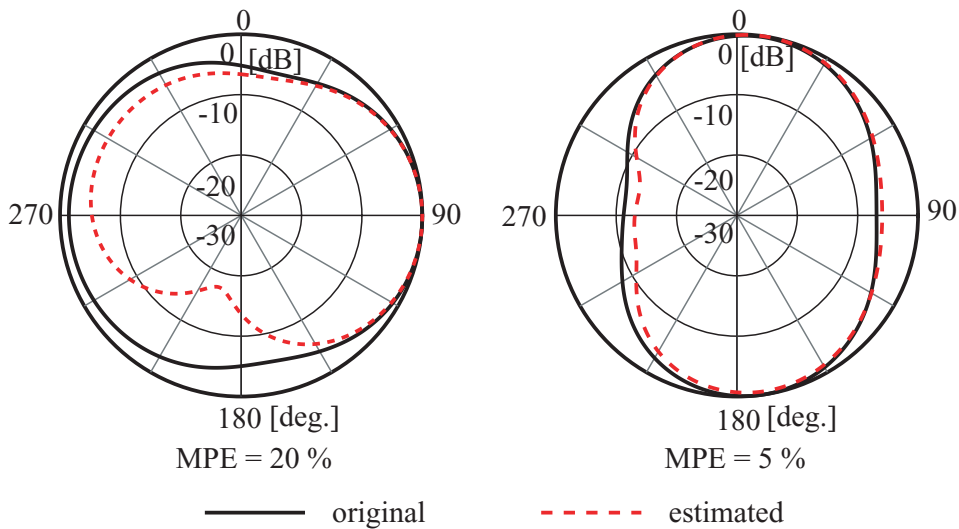 0
0 [dB]
-10
-20
-30
270
90
180 [deg.]
MPE = 20 %
0
0 [dB]
-10
-20
-30
270
90
180 [deg.]
MPE = 5 %
original
estimated